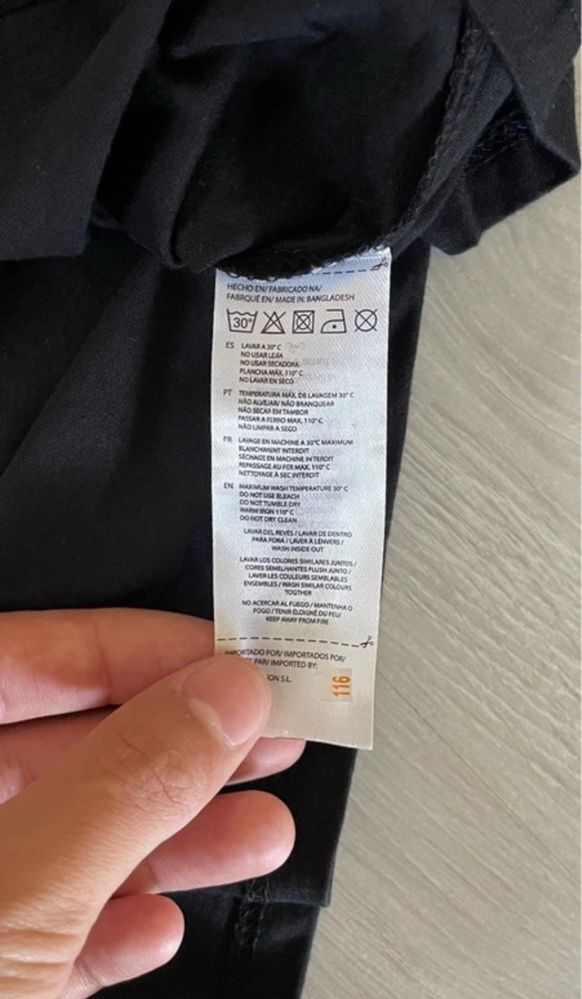 HECHO EN/ FABRICADO NA/
FABRIQUÉ EN/ MADE IN: BANGLADESH
30°
ES LAVAR A 30° C
NO USAR LEJIA
NO USAR SECADORA
PLANCHA MÁX. 110° C
NO LAVAR EN SECO
PT TEMPERATURA MÁX. DE LAVAGEM 30° C
NÃO ALVEJAR/ NÃO BRANQUEAR
NÃO SECAR EM TAMBOR
PASSAR A FERRO MAX. 110° C
NÃO LIMPAR A SECO
FR LAVAGE EN MACHINE A 30°C MAXIMUM
BLANCHIMENT INTERDIT
SÉCHAGE EN MACHINE INTERDIT
REPASSAGE AU FER MAX. 110° C
NETTOYAGE À SEC INTERDIT
EN MAXIMUM WASH TEMPERATURE 30° C
DO NOT USE BLEACH
DO NOT TUMBLE DRY
WARM IRON 110° C
DO NOT DRY CLEAN
LAVAR DEL REVÉS / LAVAR DE DENTRO
PARA FORA / LAVER À L'ENVERS /
WASH INSIDE OUT
LAVAR LOS COLORES SIMILARES JUNTOS /
CORES SEMELHANTES PLUSH JUNTO /
LAVER LES COULEURS SEMBLABLES
ENSEMBLES / WASH SIMILAR COLOURS
TOGTHER
NO ACERCAR AL FUEGO / MANTENHA O
FOGO / TENIR ÉLOIGNÉ DU FEU /
KEEP AWAY FROM FIRE
IMPORTADO POR/ IMPORTADOS POR/
PAR/ IMPORTED BY:
ION S.L.
116